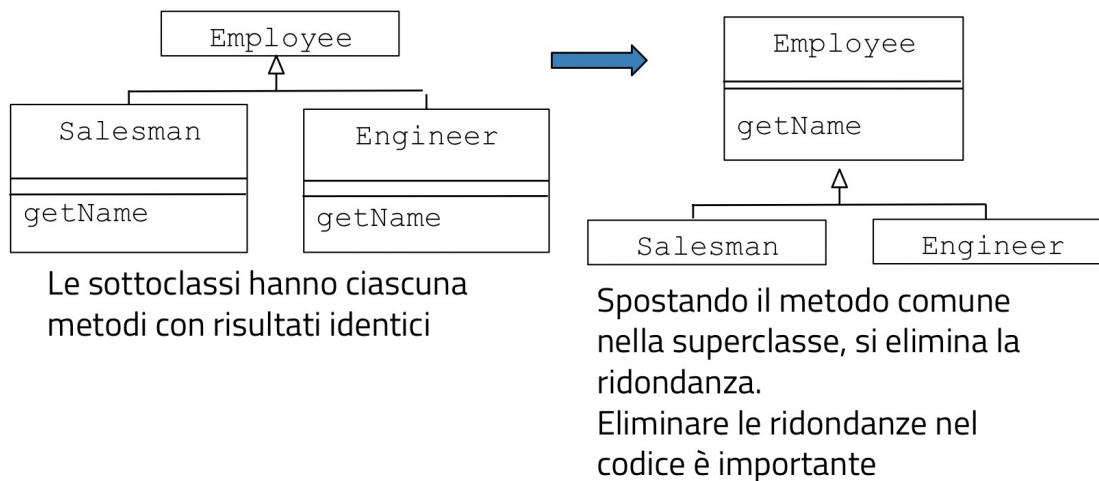 Employee
Salesman
getName
Engineer
getName
Le sottoclassi hanno ciascuna
metodi con risultati identici
Employee
getName
Salesman
Engineer
Spostando il metodo comune
nella superclasse, si elimina la
ridondanza.
Eliminare le ridondanze nel
codice è importante